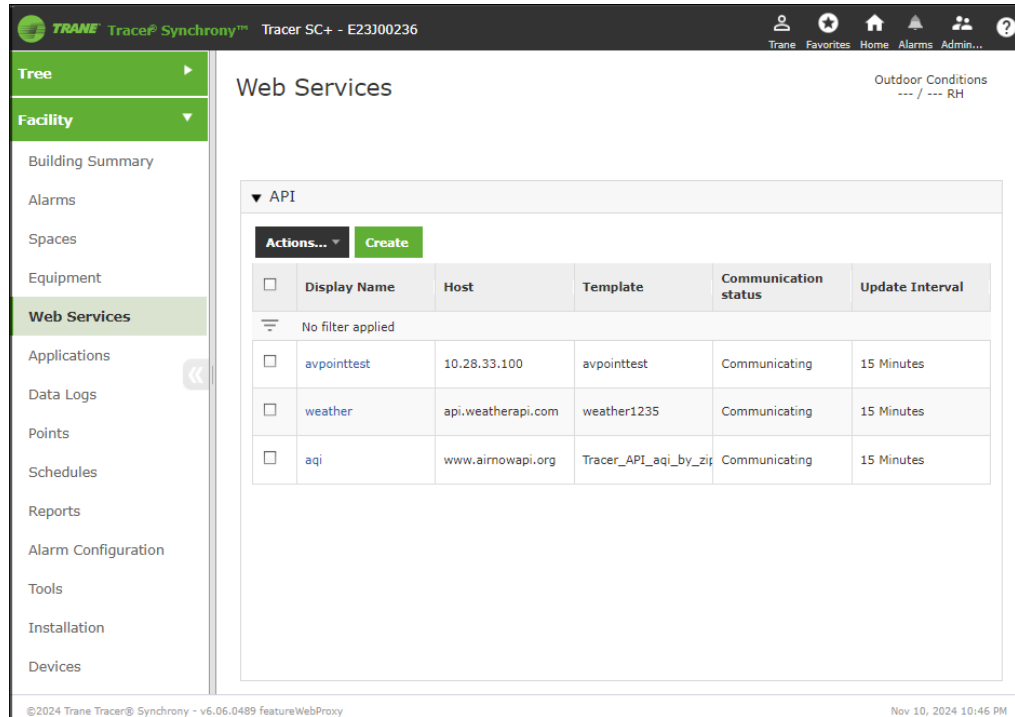 TRANE Tracer® Synchrony™ Tracer SC+ - E23J00236
Trane Favorites Home Alarms Admin...
Tree
Web Services
Outdoor Conditions
--- / --- RH
Facility
Building Summary
Alarms
Spaces
Equipment
Web Services
Applications
Data Logs
Points
Schedules
Reports
Alarm Configuration
Tools
Installation
Devices
API
Actions... Create
Display Name Host Template Communication status Update Interval
No filter applied
avpointtest 10.28.33.100 avpointtest Communicating 15 Minutes
weather api.weatherapi.com weather1235 Communicating 15 Minutes
aqi www.airnowapi.org Tracer_API_aqi_by_zip Communicating 15 Minutes
©2024 Trane Tracer® Synchrony - v6.06.0489 featureWebProxy
Nov 10, 2024 10:46 PM